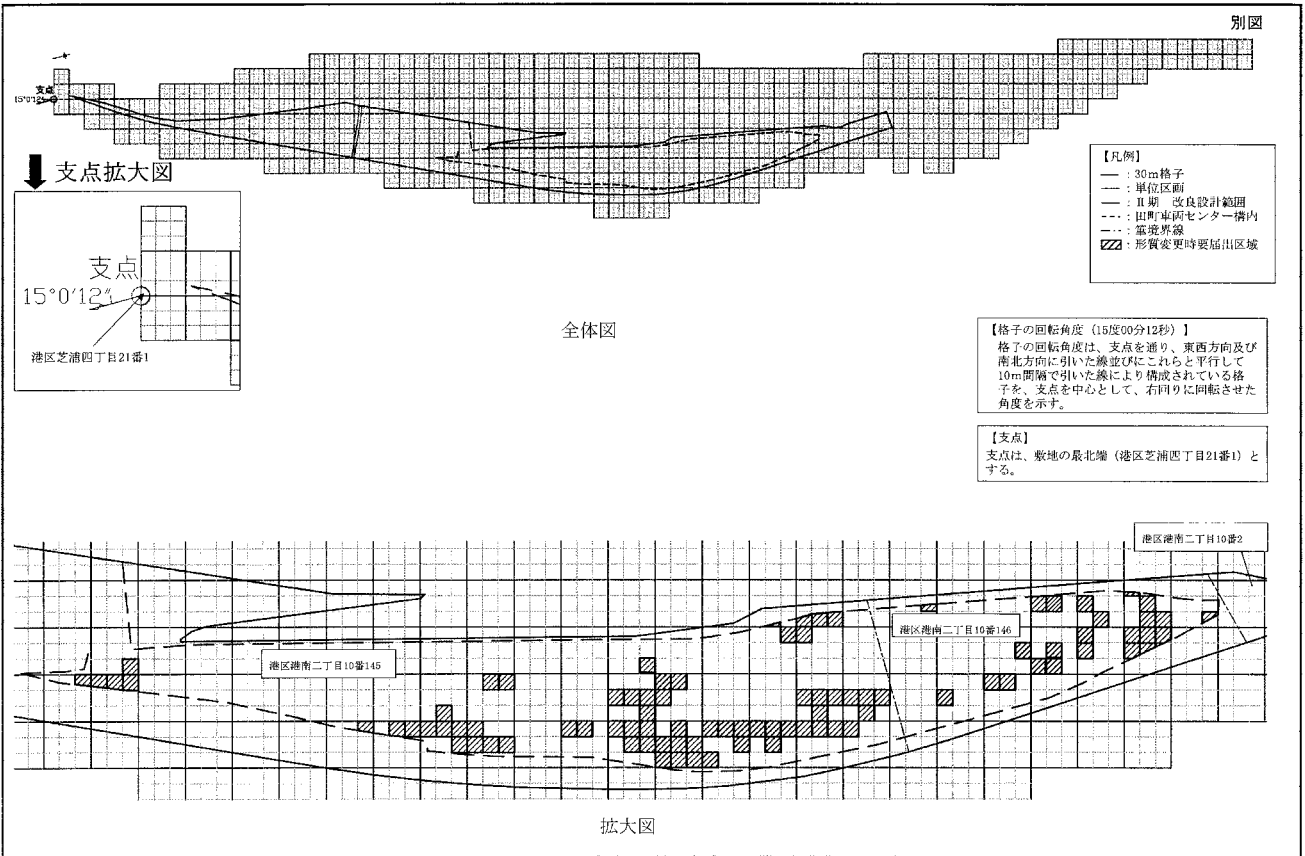 別図
支点
15°0′12″
支点拡大図
支点
15°0′12″
港区芝浦四丁目21番1
全体図
【凡例】
― : 30m格子
― : 単位区画
― : Ⅱ期 改良設計範囲
--- : 田町車両センター構内
-・- : 筆境界線
: 形質変更時要届出区域
【格子の回転角度(15度00分12秒)】
格子の回転角度は、支点を通り、東西方向及び
南北方向に引いた線並びにこれらと平行して
10m間隔で引いた線により構成されている格
子を、支点を中心として、右回りに回転させた
角度を示す。
【支点】
支点は、敷地の最北端(港区芝浦四丁目21番1)と
する。
港区港南二丁目10番2
港区港南二丁目10番146
港区港南二丁目10番145
拡大図